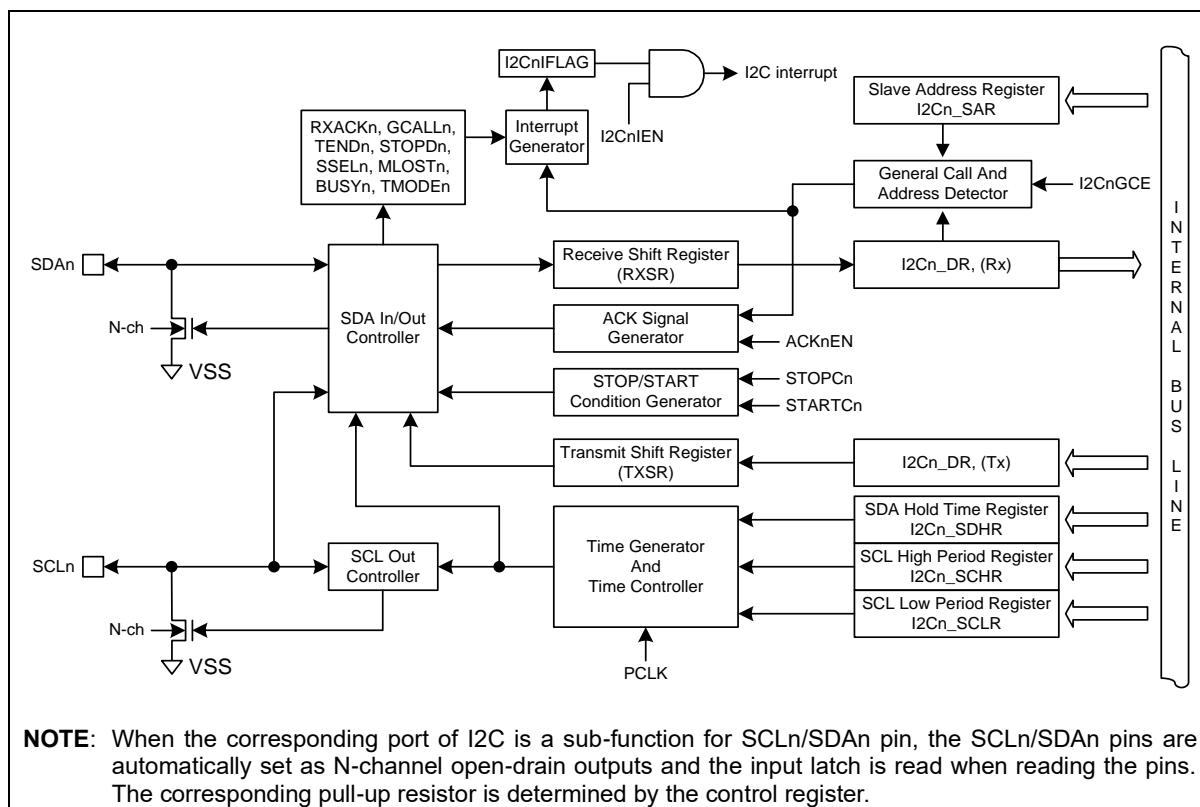 I2CnIFLAG
I2C interrupt
I2CnIEN
RXACKn, GCALLn,
TENDn, STOPDn,
SSELn, MLOSTn,
BUSYn, TMODEn
Interrupt
Generator
Slave Address Register
I2Cn_SAR
General Call And
Address Detector
I2CnGCE
SDAn
N-ch
VSS
SDA In/Out
Controller
Receive Shift Register
(RXSR)
I2Cn_DR, (Rx)
ACK Signal
Generator
ACKnEN
STOP/START
Condition Generator
STOPCn
STARTCn
Transmit Shift Register
(TXSR)
I2Cn_DR, (Tx)
SCLn
N-ch
VSS
SCL Out
Controller
Time Generator
And
Time Controller
PCLK
SDA Hold Time Register
I2Cn_SDHR
SCL High Period Register
I2Cn_SCHR
SCL Low Period Register
I2Cn_SCLR
INTERNAL BUS LINE
NOTE: When the corresponding port of I2C is a sub-function for SCLn/SDAn pin, the SCLn/SDAn pins are
automatically set as N-channel open-drain outputs and the input latch is read when reading the pins.
The corresponding pull-up resistor is determined by the control register.